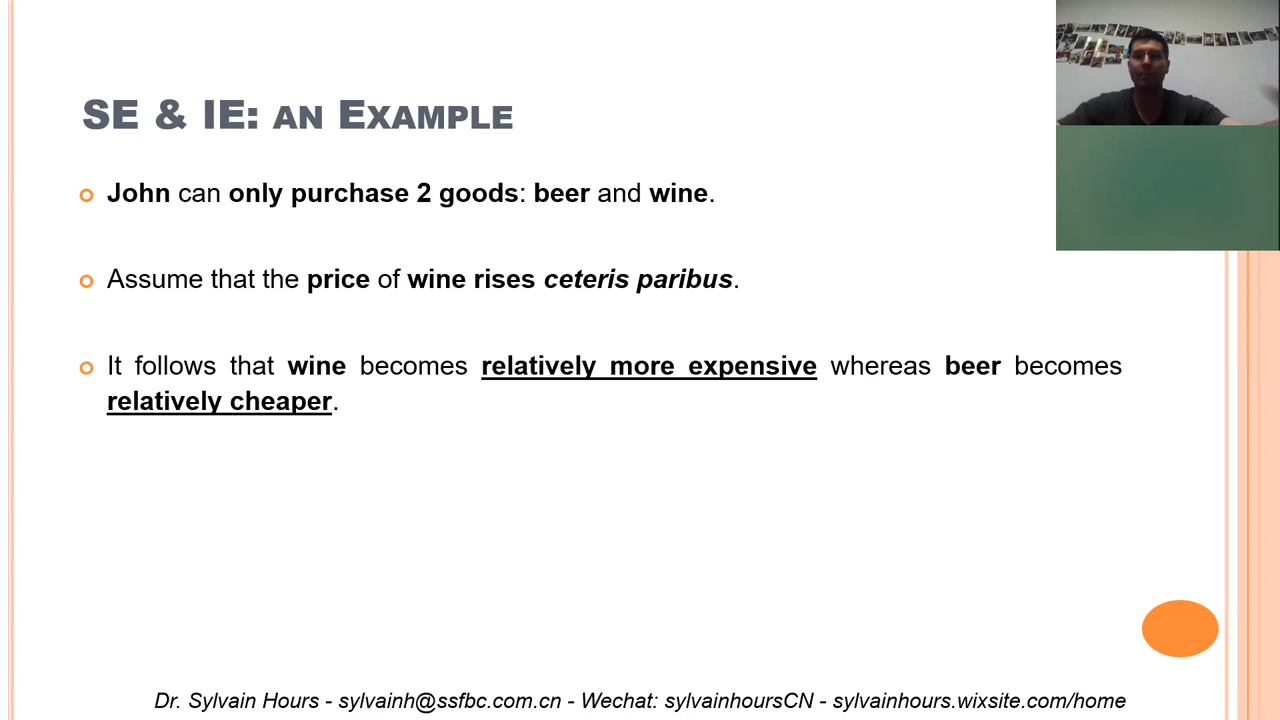 SE & IE: AN EXAMPLE
John can only purchase 2 goods: beer and wine.
Assume that the price of wine rises ceteris paribus.
It follows that wine becomes relatively more expensive whereas beer becomes
relatively cheaper.
Dr. Sylvain Hours - sylvainh@ssfbc.com.cn - Wechat: sylvainhoursCN - sylvainhours.wixsite.com/home